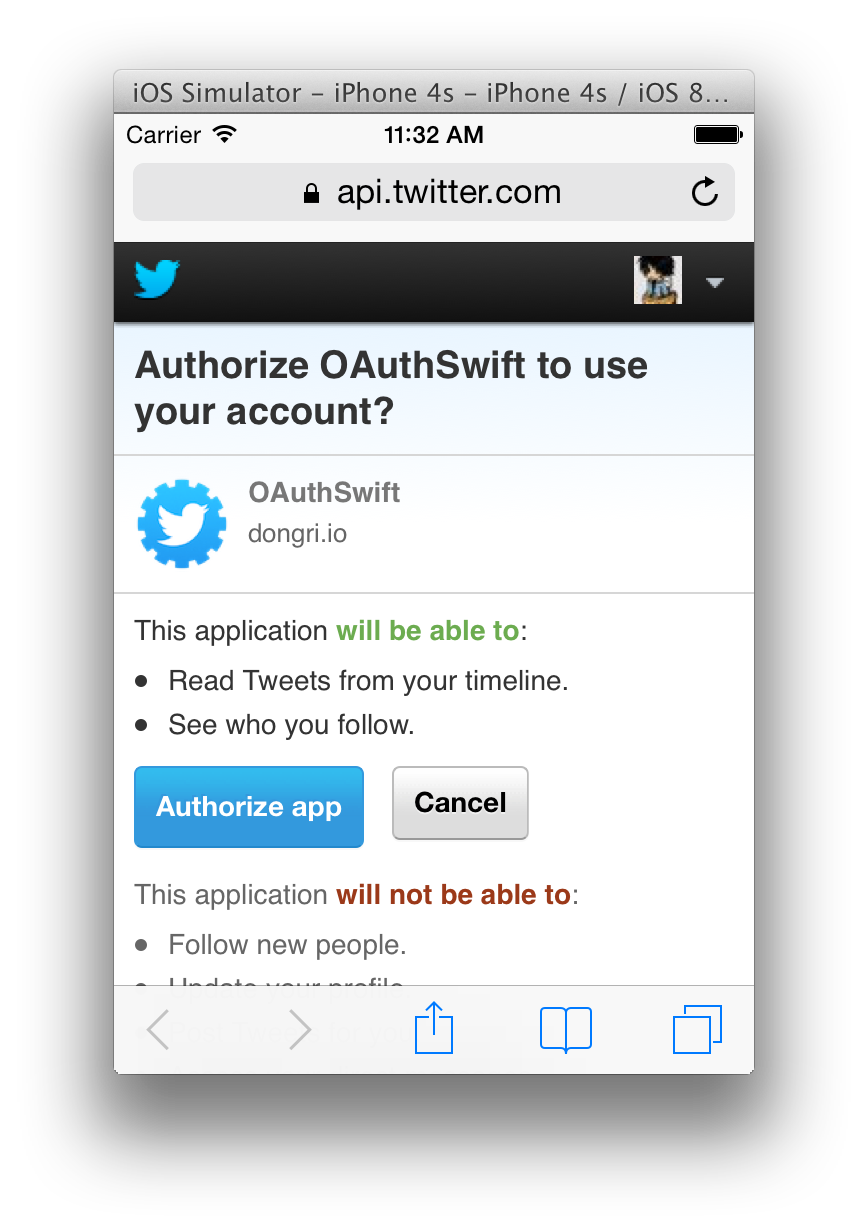 iOS Simulator – iPhone 4s – iPhone 4s / iOS 8...
Carrier 11:32 AM
api.twitter.com
Authorize OAuthSwift to use
your account?
OAuthSwift
dongri.io
This application will be able to:
• Read Tweets from your timeline.
• See who you follow.
Authorize app Cancel
This application will not be able to:
• Follow new people.
• Update your profile.